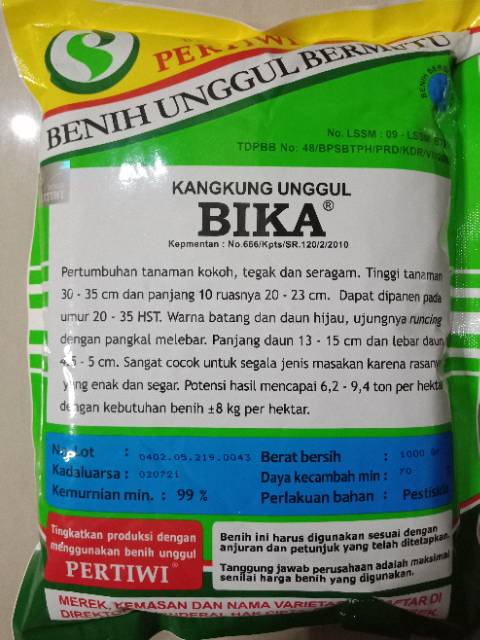 PERTIWI
BENIH UNGGUL BERMUTU
No. LSSM : 09 - LSSM
TDPBB No: 48/BPSBTPH/PRD/KDR/
KANGKUNG UNGGUL
BIKA®
Kepmentan : No.666/Kpts/SR.120/2/2010
Pertumbuhan tanaman kokoh, tegak dan seragam. Tinggi tanaman
30 - 35 cm dan panjang 10 ruasnya 20 - 23 cm. Dapat dipanen pada
umur 20 - 35 HST. Warna batang dan daun hijau, ujungnya runcing
dengan pangkal melebar. Panjang daun 13 - 15 cm dan lebar daun
4,5 - 5 cm. Sangat cocok untuk segala jenis masakan karena rasanya
yang enak dan segar. Potensi hasil mencapai 6,2 - 9,4 ton per hektar
dengan kebutuhan benih ±8 kg per hektar.
No. Lot : 0402.05.219.0043
Kadaluarsa : 020721
Kemurnian min. : 99 %
Berat bersih : 1000 Gr
Daya kecambah min : 70
Perlakuan bahan : Pestisida
Tingkatkan produksi dengan
menggunakan benih unggul
PERTIWI®
Benih ini harus digunakan sesuai dengan
anjuran dan petunjuk yang telah ditetapkan.
Tanggung jawab perusahaan adalah maksimal
senilai harga benih yang digunakan.
MEREK, KEMASAN DAN NAMA VARIETAS TERDAFTAR DI